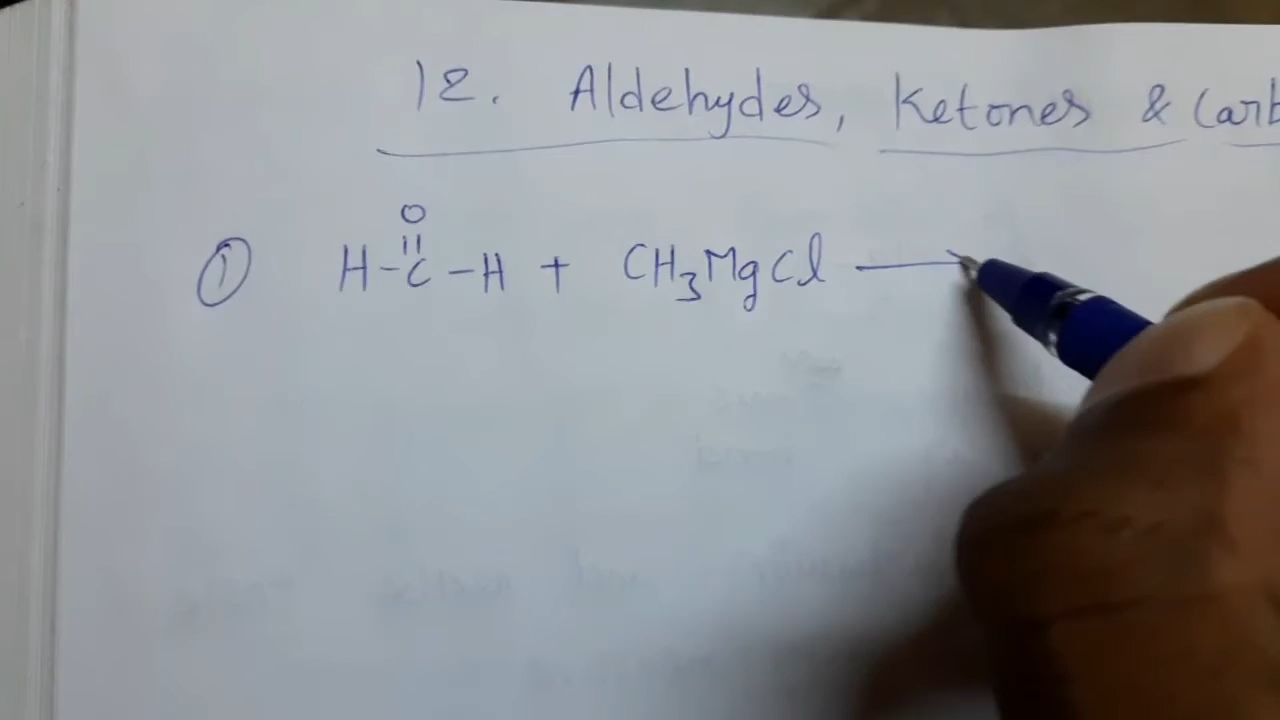 12. Aldehydes, Ketones & Carb
O
① H-C-H + CH3MgCl ⟶